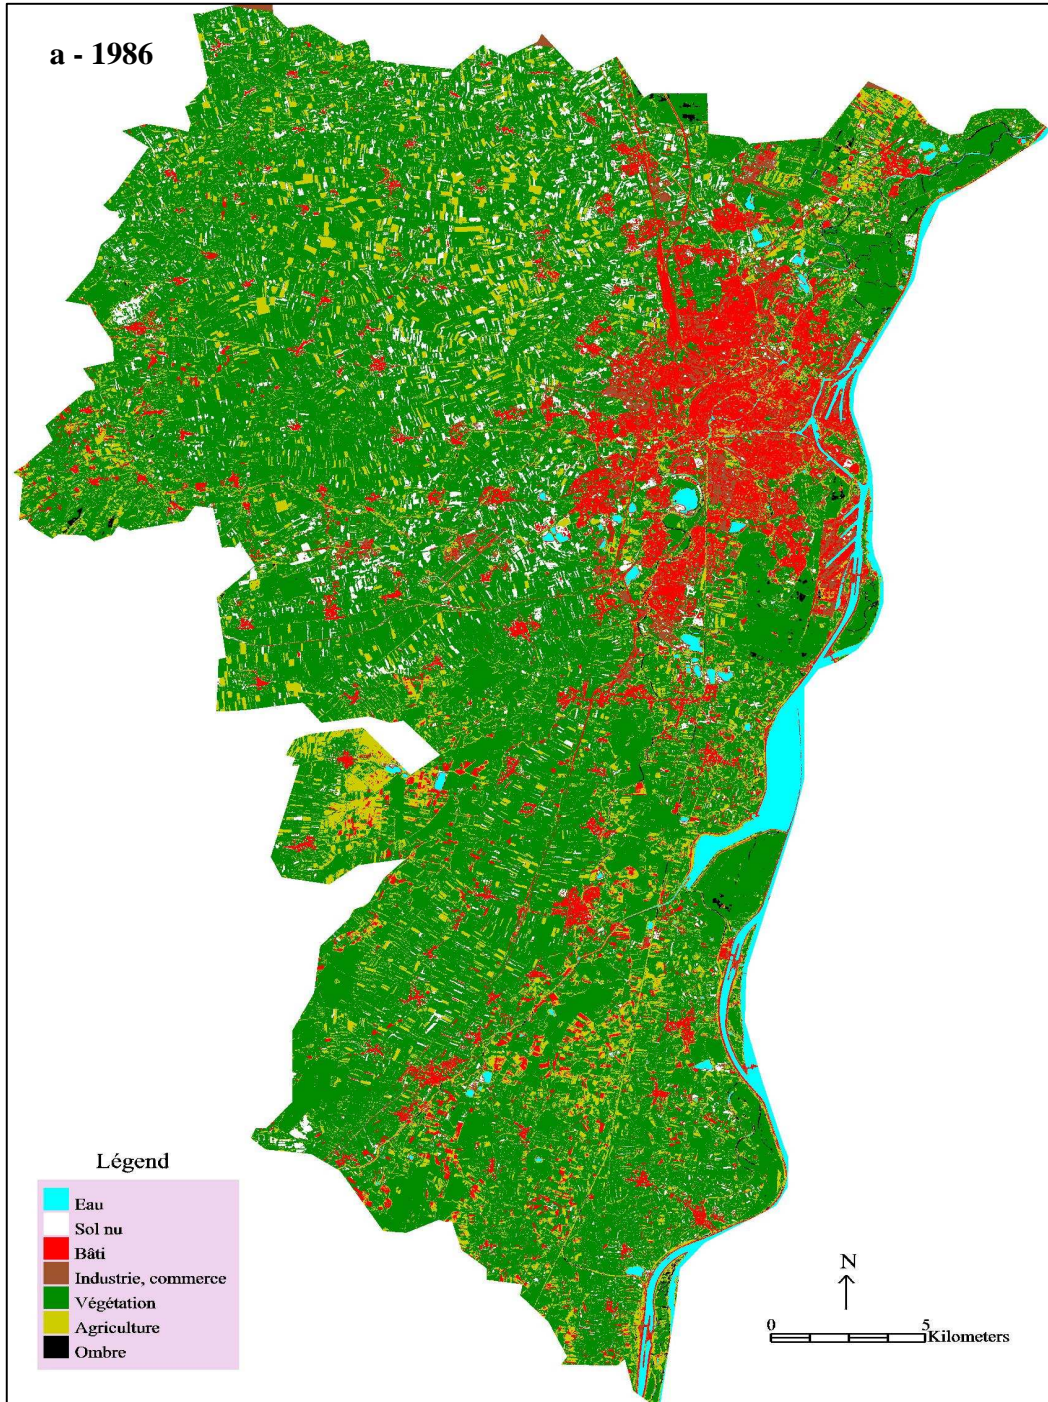 a - 1986
Légend
Eau
Sol nu
Bâti
Industrie, commerce
Végétation
Agriculture
Ombre
N
0 5
Kilometers